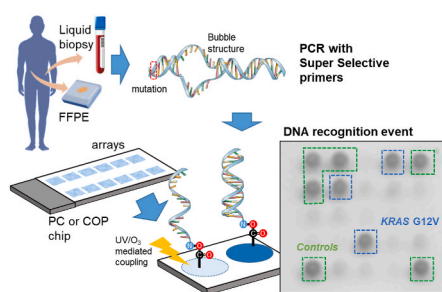 Liquid
biopsy
FFPE
Bubble
structure
mutation
PCR with
Super Selective
primers
arrays
PC or COP
chip
UV/O₃
mediated
coupling
N
O
C
O
N
O
C
O
DNA recognition event
KRAS G12V
Controls